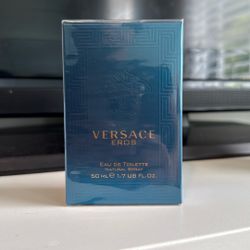 VERSACE
EROS
EAU DE TOILETTE
NATURAL SPRAY
50 ML ℮ 1.7 US FL. OZ.